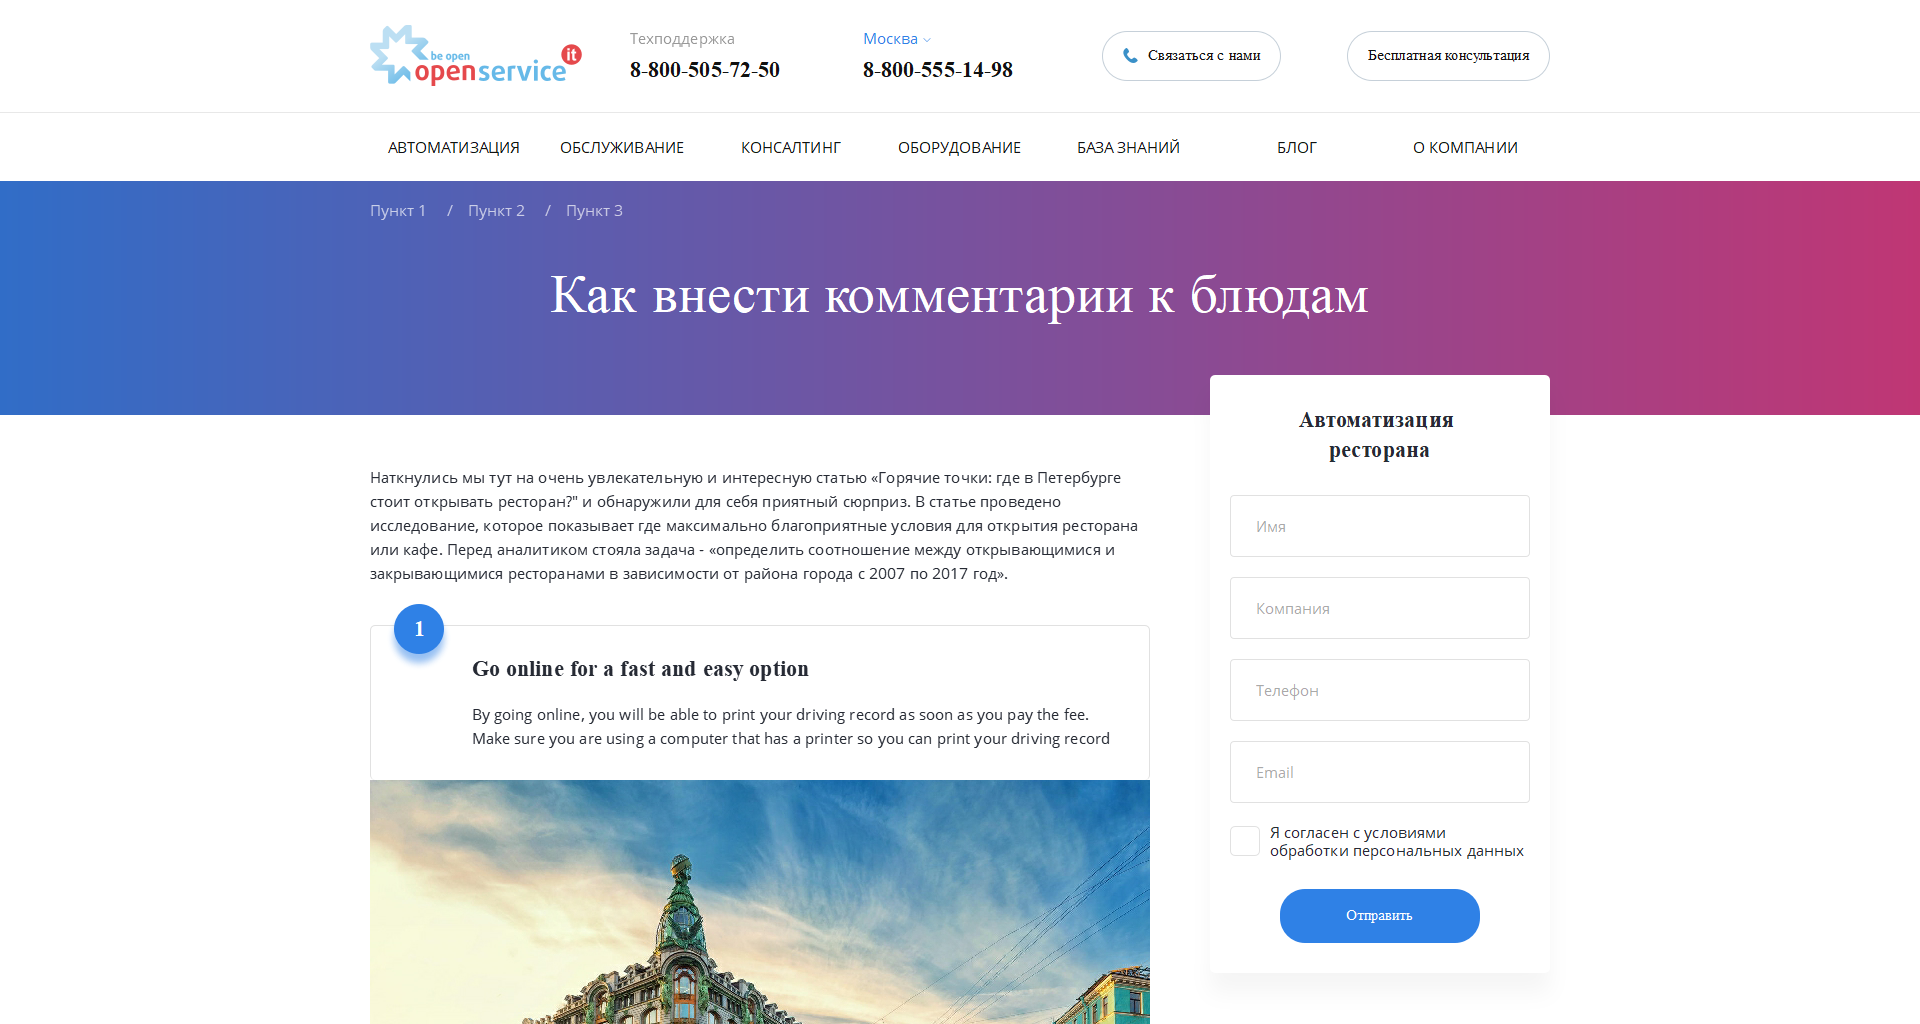 be open
openservice
it
Техподдержка
8-800-505-72-50
Москва
8-800-555-14-98
Связаться с нами
Бесплатная консультация
АВТОМАТИЗАЦИЯ
ОБСЛУЖИВАНИЕ
КОНСАЛТИНГ
ОБОРУДОВАНИЕ
БАЗА ЗНАНИЙ
БЛОГ
О КОМПАНИИ
Пункт 1 / Пункт 2 / Пункт 3
Как внести комментарии к блюдам
Наткнулись мы тут на очень увлекательную и интересную статью «Горячие точки: где в Петербурге
стоит открывать ресторан?" и обнаружили для себя приятный сюрприз. В статье проведено
исследование, которое показывает где максимально благоприятные условия для открытия ресторана
или кафе. Перед аналитиком стояла задача - «определить соотношение между открывающимися и
закрывающимися ресторанами в зависимости от района города с 2007 по 2017 год».
1
Go online for a fast and easy option
By going online, you will be able to print your driving record as soon as you pay the fee.
Make sure you are using a computer that has a printer so you can print your driving record
Автоматизация
ресторана
Имя
Компания
Телефон
Email
Я согласен с условиями
обработки персональных данных
Отправить